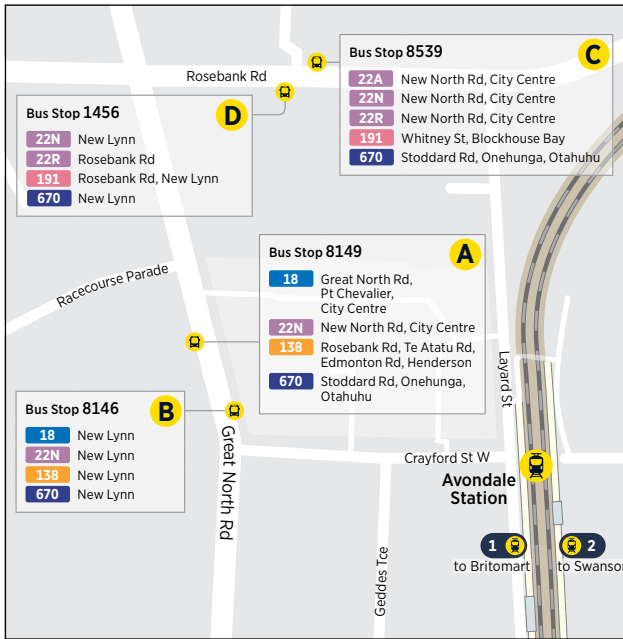 Rosebank Rd
Bus Stop 8539
C
22A New North Rd, City Centre
22N New North Rd, City Centre
22R New North Rd, City Centre
191 Whitney St, Blockhouse Bay
670 Stoddard Rd, Onehunga, Otahuhu
Bus Stop 1456
D
22N New Lynn
22R Rosebank Rd
191 Rosebank Rd, New Lynn
670 New Lynn
Racecourse Parade
Bus Stop 8149
A
18 Great North Rd,
Pt Chevalier,
City Centre
22N New North Rd, City Centre
138 Rosebank Rd, Te Atatu Rd,
Edmonton Rd, Henderson
670 Stoddard Rd, Onehunga,
Otahuhu
Layard St
Bus Stop 8146
B
18 New Lynn
22N New Lynn
138 New Lynn
670 New Lynn
Great North Rd
Crayford St W
Avondale
Station
Geddes Tce
1
to Britomart
2
to Swanson